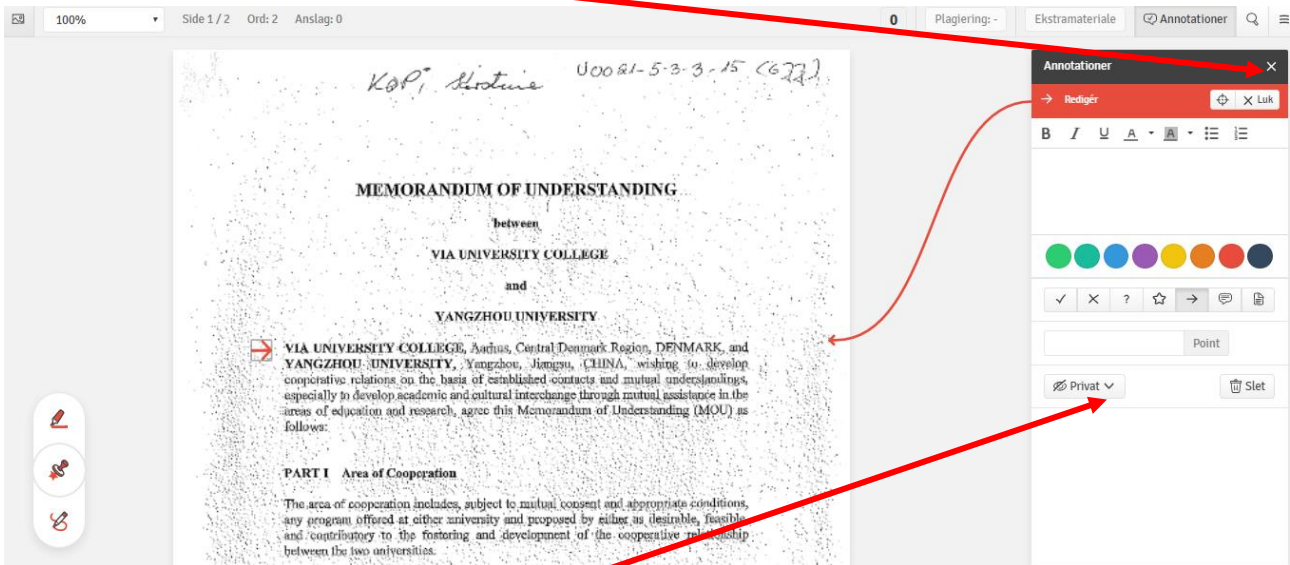 100% Side 1 / 2 Ord: 2 Anslag: 0 0 Plagiering: - Ekstramateriale Annotationer
KOPi U0021-5-3-3-15 (677)
MEMORANDUM OF UNDERSTANDING
between
VIA UNIVERSITY COLLEGE
and
YANGZHOU UNIVERSITY
VIA UNIVERSITY COLLEGE, Aarhus, Central Denmark Region, DENMARK, and
YANGZHOU UNIVERSITY, Yangzhou, Jiangsu, CHINA, wishing to develop
cooperative relations on the basis of established contacts and mutual understandings,
especially to develop academic and cultural interchange through mutual assistance in the
areas of education and research, agree this Memorandum of Understanding (MOU) as
follows:
PART I Area of Cooperation
The area of cooperation includes, subject to mutual consent and appropriate conditions,
any program offered at either university and proposed by either as desirable, feasible,
and contributory to the fostering and development of the cooperative relationship
between the two universities.
Annotationer
Redigér Luk
B I U A A
? 
Point
Privat Slet